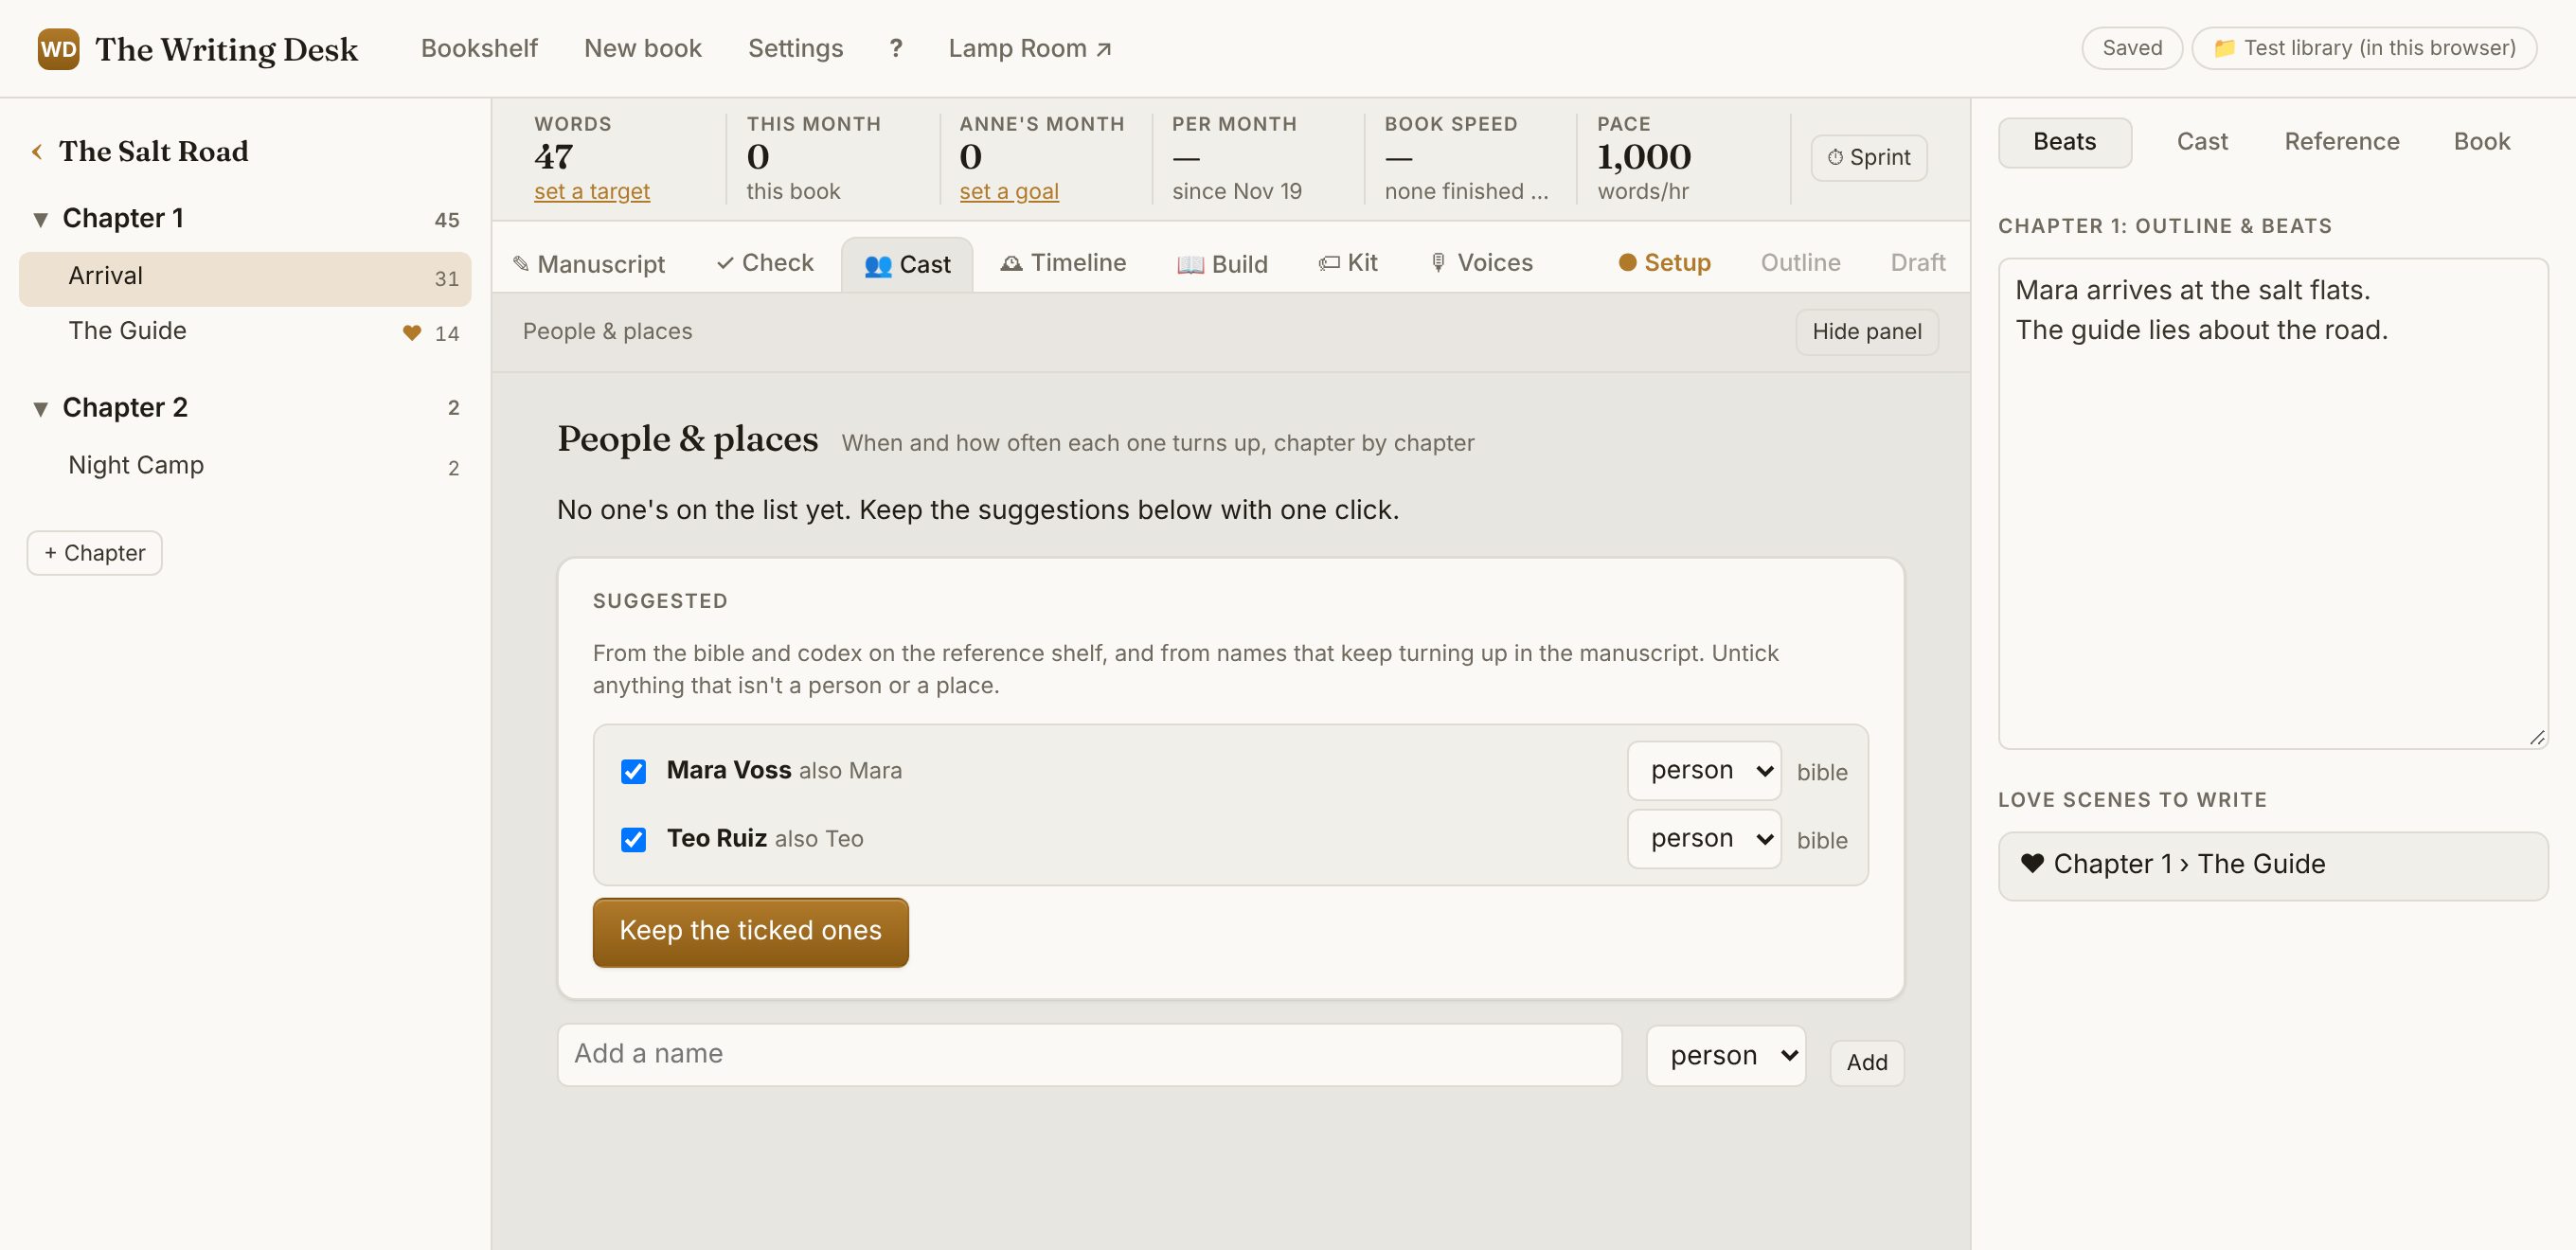 WD The Writing Desk Bookshelf New book Settings ? Lamp Room ↗ Saved 📁 Test library (in this browser)
‹ The Salt Road
▼ Chapter 1 45
Arrival 31
The Guide ♥ 14
▼ Chapter 2 2
Night Camp 2
+ Chapter
WORDS
47
set a target
THIS MONTH
0
this book
ANNE'S MONTH
0
set a goal
PER MONTH
—
since Nov 19
BOOK SPEED
—
none finished ...
PACE
1,000
words/hr
⏱ Sprint
✎ Manuscript ✓ Check 👥 Cast 🕰 Timeline 📖 Build 🏷 Kit 🎙 Voices ● Setup Outline Draft
People & places Hide panel
People & places When and how often each one turns up, chapter by chapter
No one's on the list yet. Keep the suggestions below with one click.
SUGGESTED
From the bible and codex on the reference shelf, and from names that keep turning up in the manuscript. Untick
anything that isn't a person or a place.
Mara Voss also Mara person bible
Teo Ruiz also Teo person bible
Keep the ticked ones
Add a name person Add
Beats Cast Reference Book
CHAPTER 1: OUTLINE & BEATS
Mara arrives at the salt flats.
The guide lies about the road.
LOVE SCENES TO WRITE
♥ Chapter 1 › The Guide